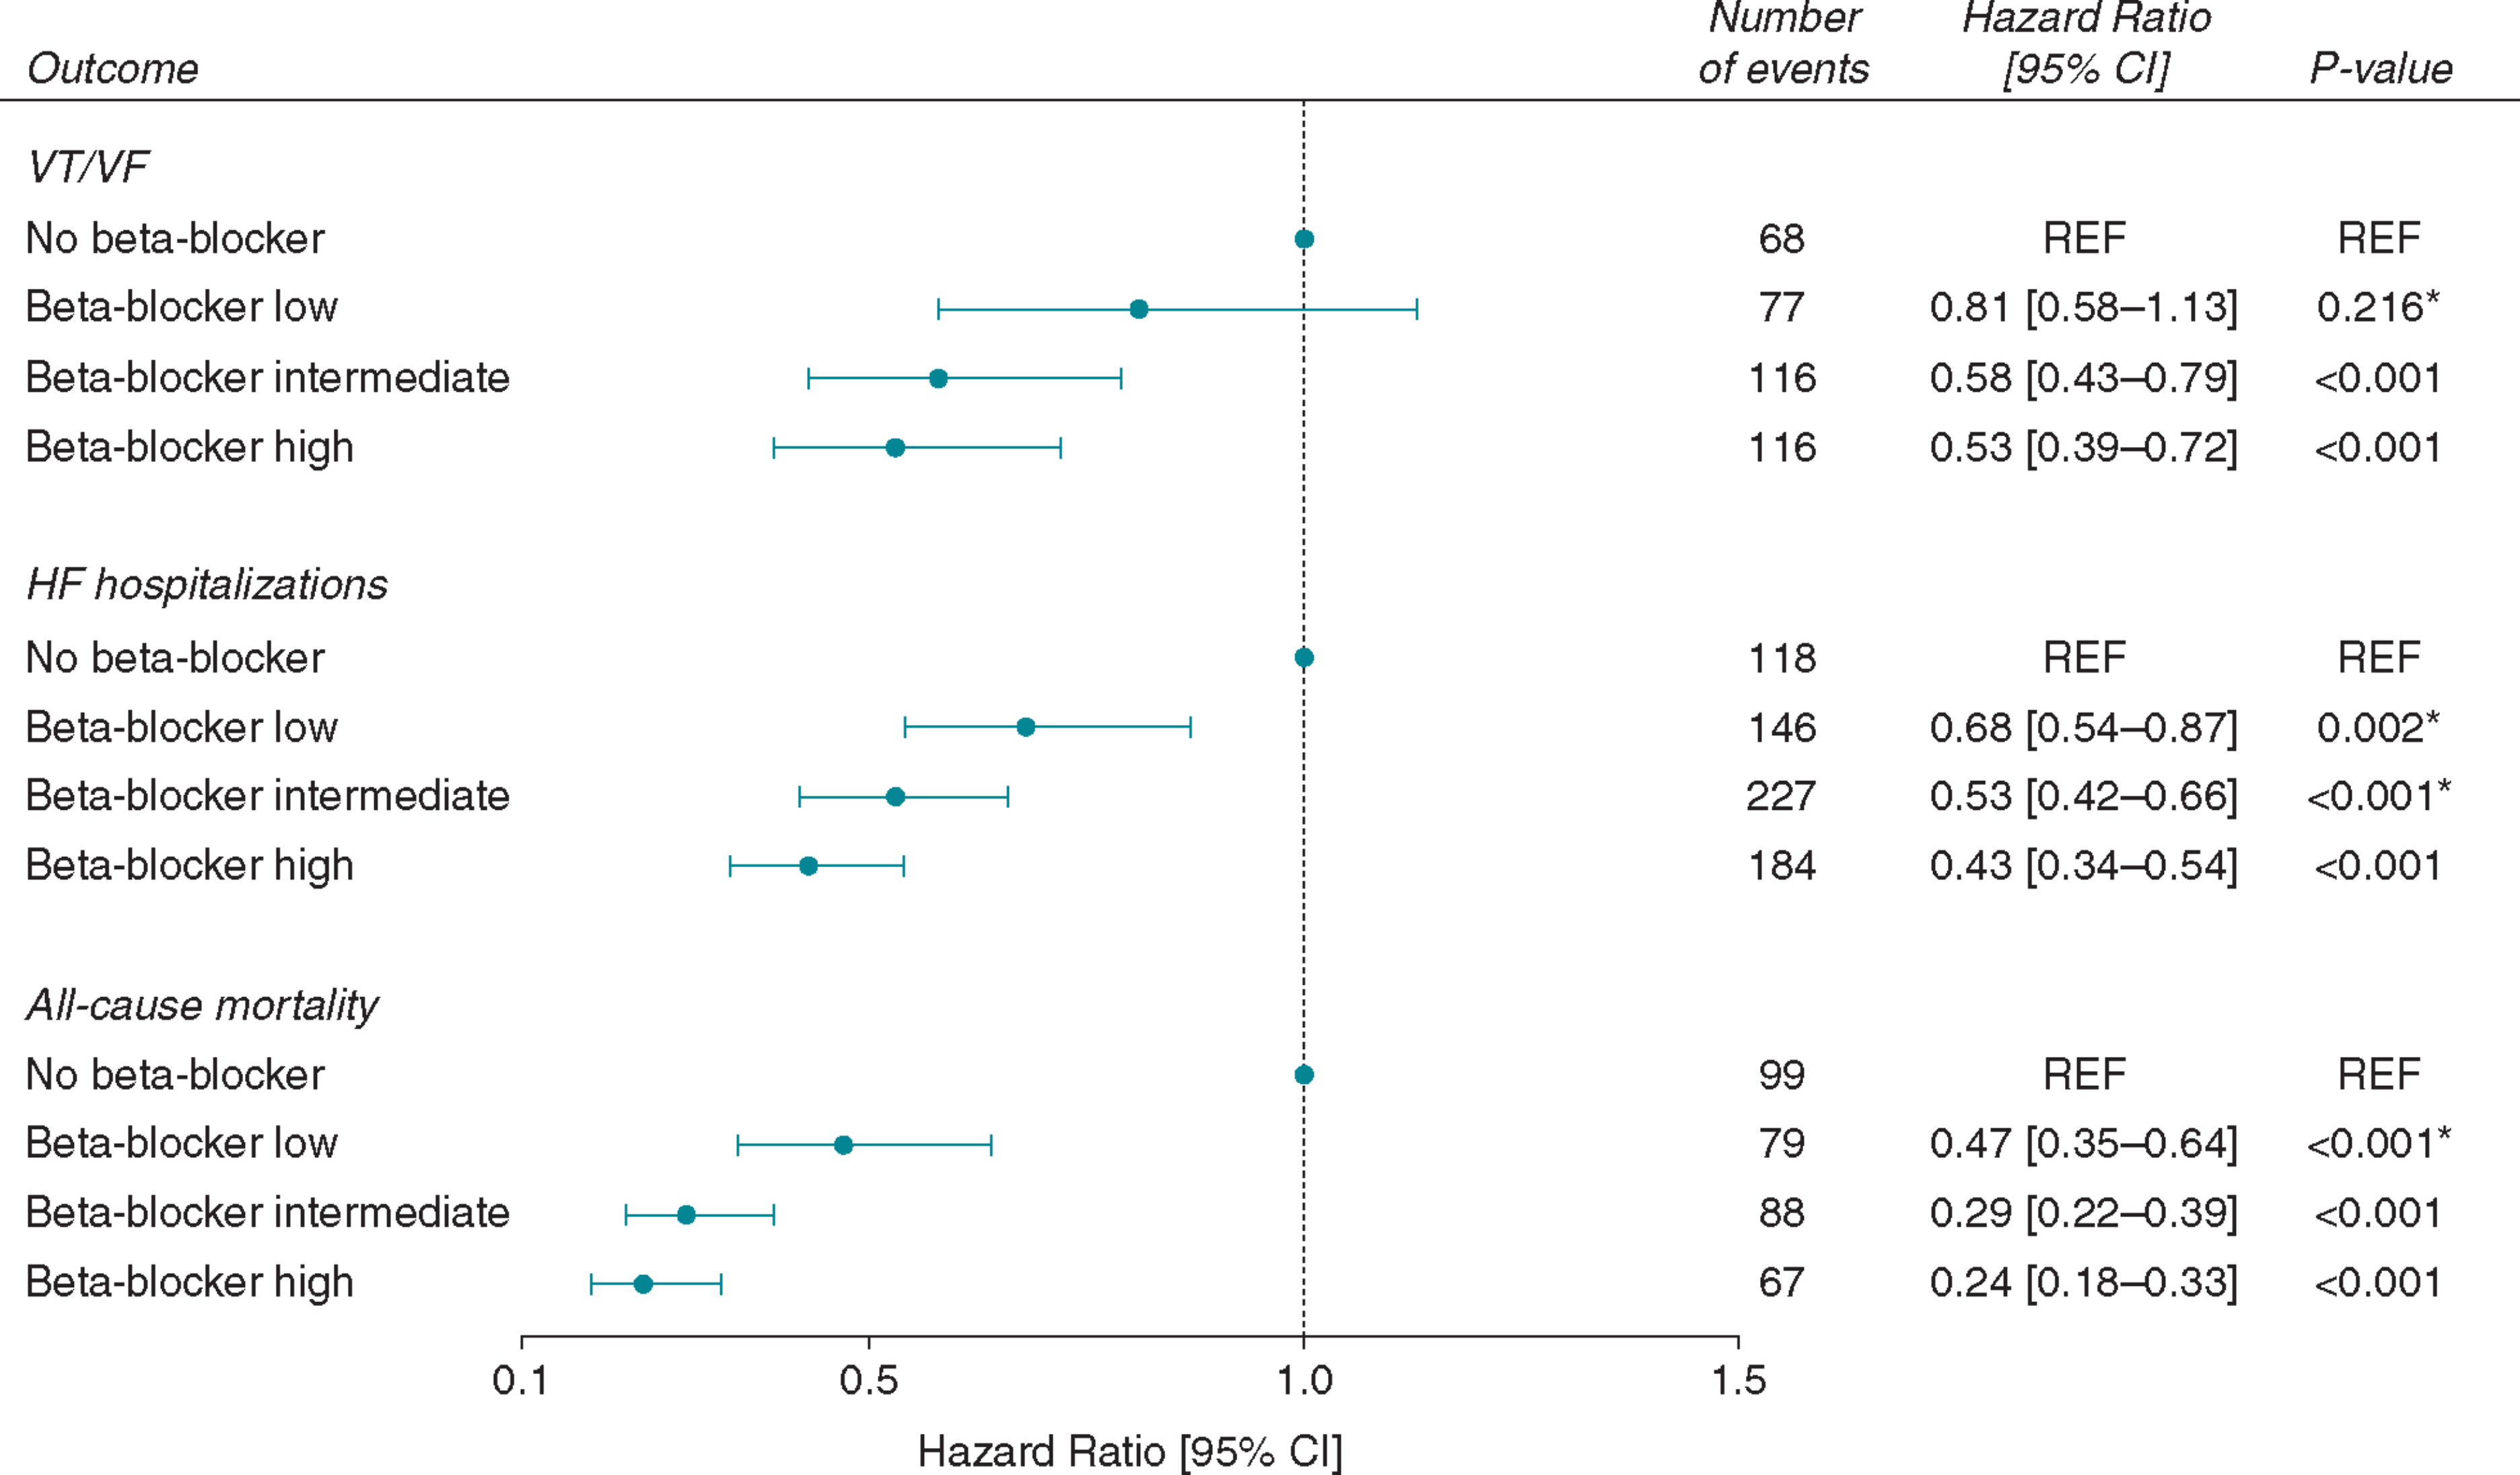 Outcome Number of events Hazard Ratio [95% CI] P-value
VT/VF
No beta-blocker 68 REF REF
Beta-blocker low 77 0.81 [0.58–1.13] 0.216*
Beta-blocker intermediate 116 0.58 [0.43–0.79] <0.001
Beta-blocker high 116 0.53 [0.39–0.72] <0.001
HF hospitalizations
No beta-blocker 118 REF REF
Beta-blocker low 146 0.68 [0.54–0.87] 0.002*
Beta-blocker intermediate 227 0.53 [0.42–0.66] <0.001*
Beta-blocker high 184 0.43 [0.34–0.54] <0.001
All-cause mortality
No beta-blocker 99 REF REF
Beta-blocker low 79 0.47 [0.35–0.64] <0.001*
Beta-blocker intermediate 88 0.29 [0.22–0.39] <0.001
Beta-blocker high 67 0.24 [0.18–0.33] <0.001
0.1 0.5 1.0 1.5
Hazard Ratio [95% CI]